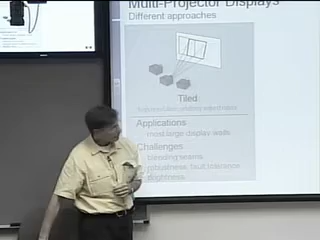 Multi-Projector Displays
Different approaches
Tiled
Applications
– most large display walls
Challenges
– blending seams
– robustness, fault tolerance
– brightness